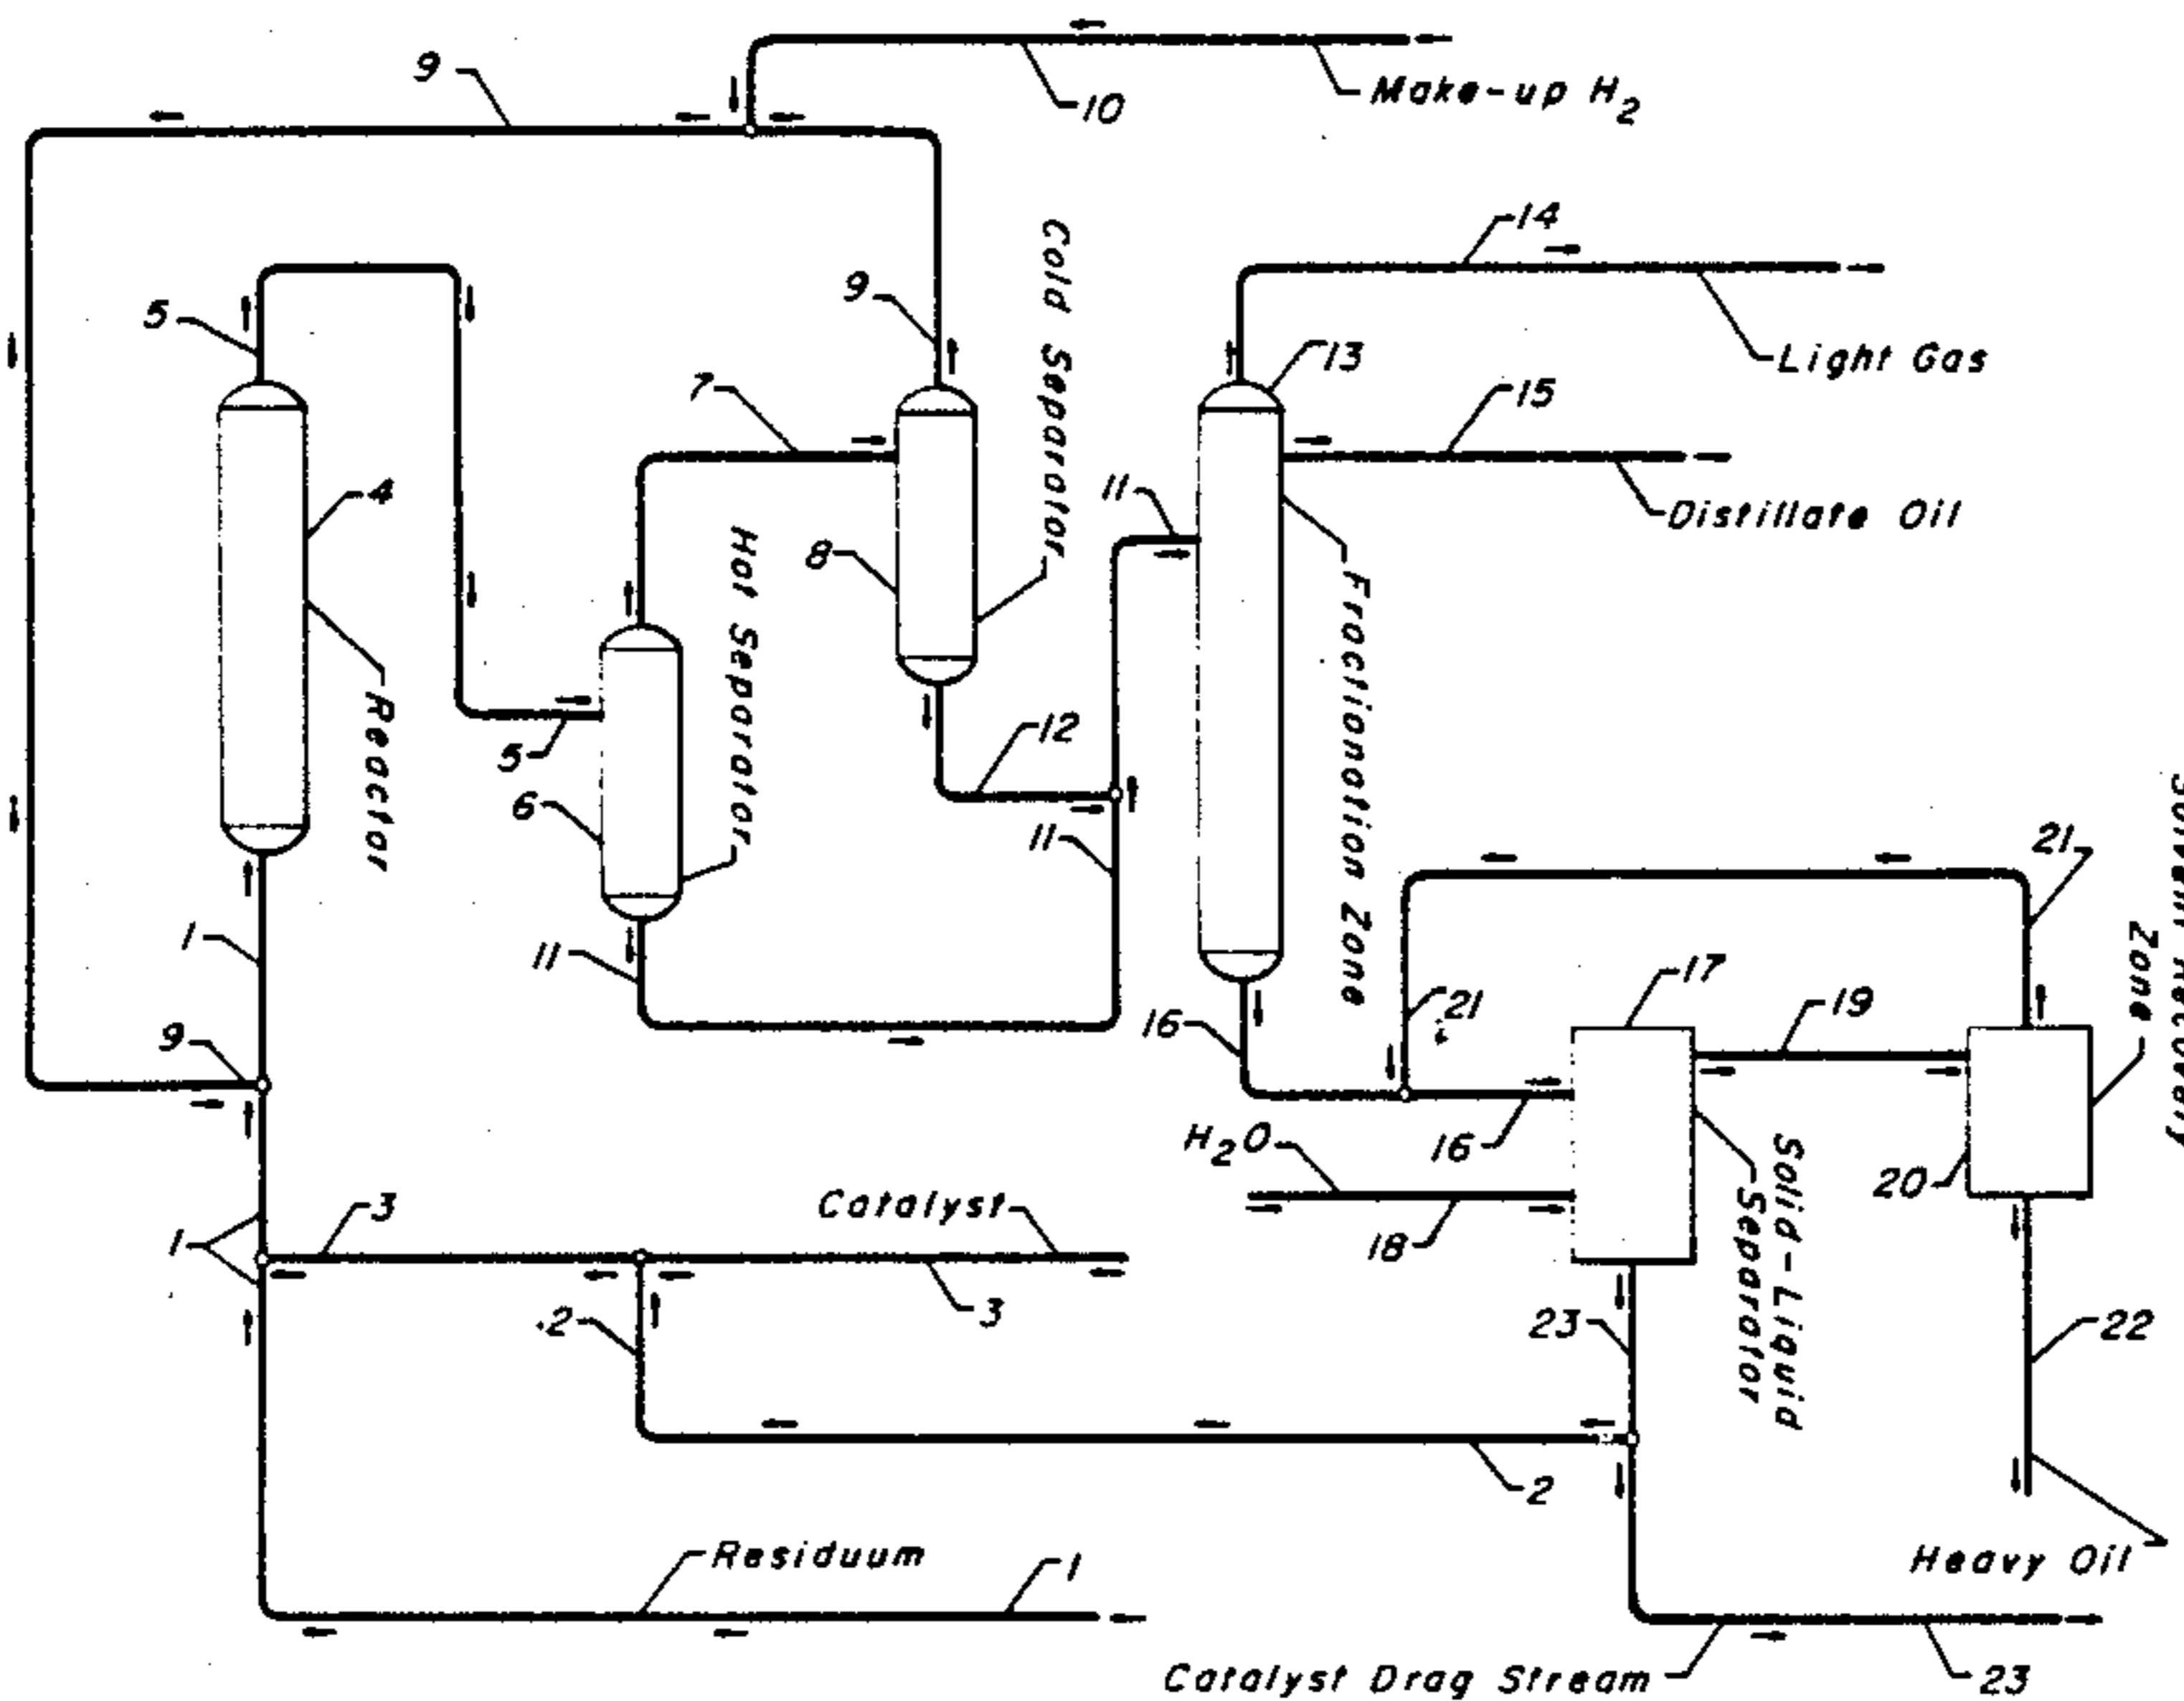 9
10
Make-up H2
14
Light Gas
5
9
Cold Separator
13
7
15
Distillate Oil
4
11
Hot Separator
8
Fractionation Zone
Reactor
5
12
6
11
21
Solvent Recovery
Zone
1
11
17
16
21
19
9
H2O
16
Solid-Liquid
Separator
20
3
Catalyst
1
18
3
2
23
22
2
Residuum
1
Heavy Oil
Catalyst Drag Stream
23